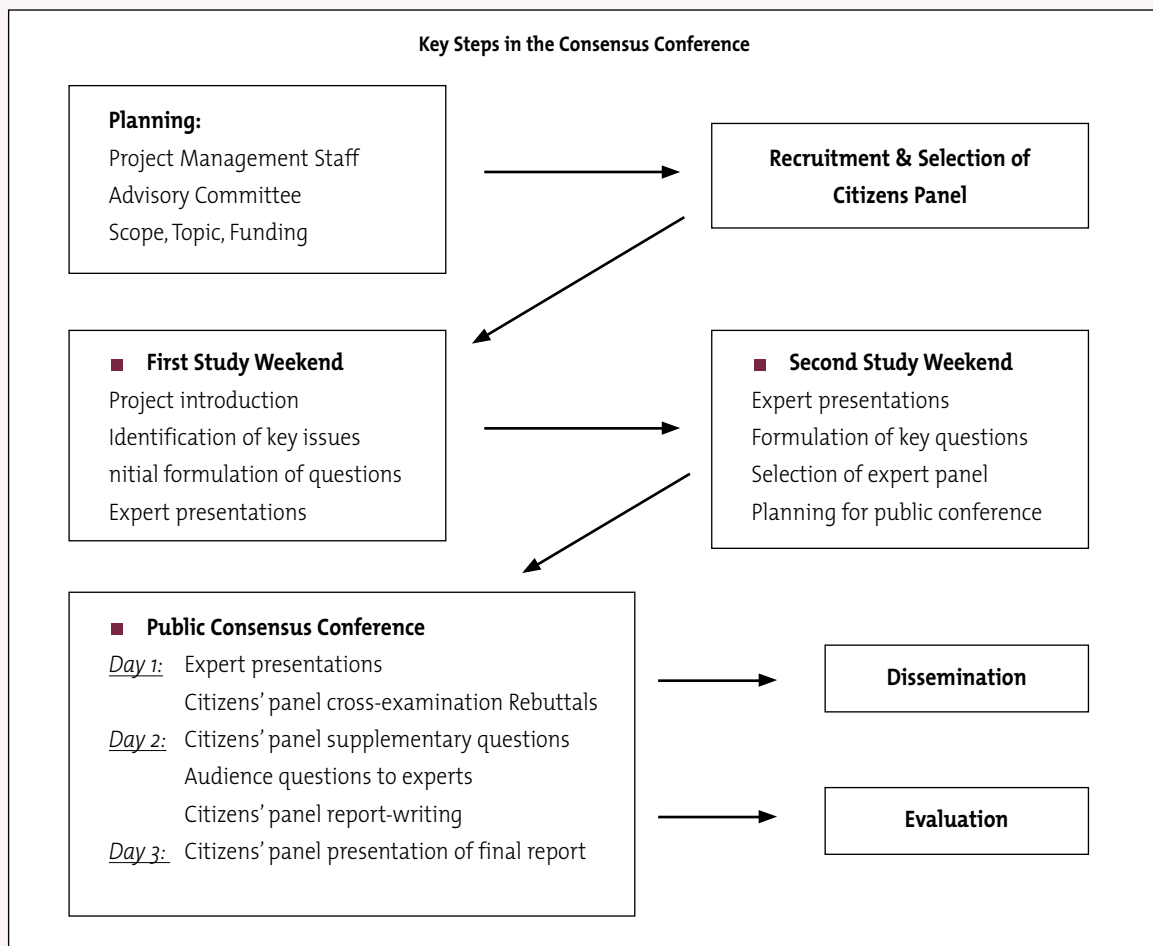 Key Steps in the Consensus Conference
Planning:
Project Management Staff
Advisory Committee
Scope, Topic, Funding
Recruitment & Selection of
Citizens Panel
First Study Weekend
Project introduction
Identification of key issues
nitial formulation of questions
Expert presentations
Second Study Weekend
Expert presentations
Formulation of key questions
Selection of expert panel
Planning for public conference
Public Consensus Conference
Day 1: Expert presentations
Citizens’ panel cross-examination Rebuttals
Day 2: Citizens’ panel supplementary questions
Audience questions to experts
Citizens’ panel report-writing
Day 3: Citizens’ panel presentation of final report
Dissemination
Evaluation